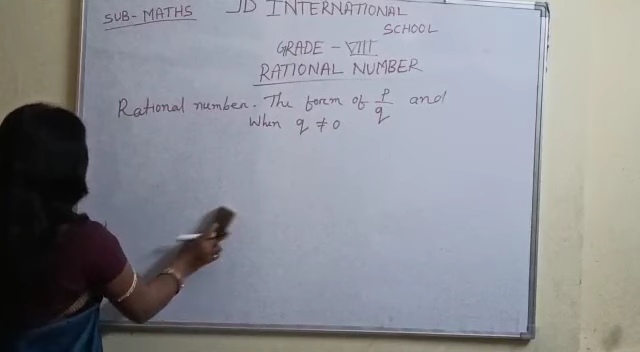 SUB- MATHS JD INTERNATIONAL
SCHOOL
GRADE - VIII
RATIONAL NUMBER
Rational number. The form of p/q and
When q ≠ 0